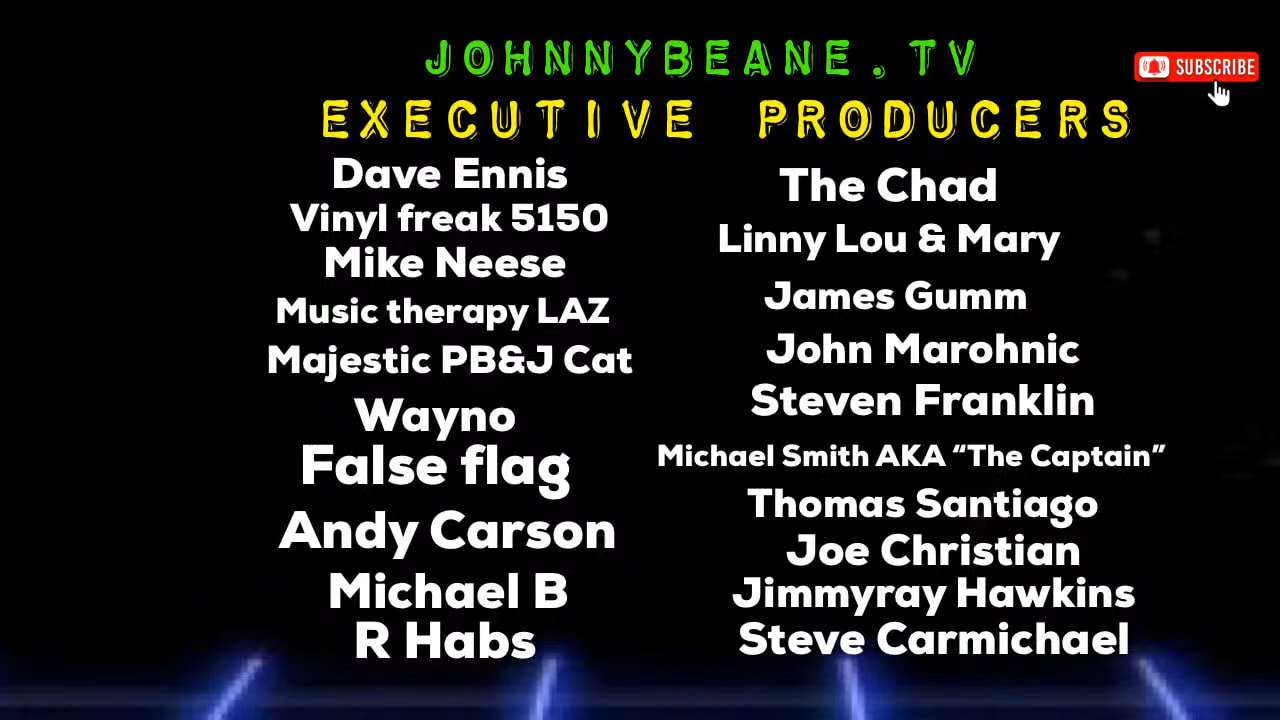 JOHNNYBEANE.TV
SUBSCRIBE
EXECUTIVE PRODUCERS
Dave Ennis
Vinyl freak 5150
Mike Neese
Music therapy LAZ
Majestic PB&J Cat
Wayno
False flag
Andy Carson
Michael B
R Habs
The Chad
Linny Lou & Mary
James Gumm
John Marohnic
Steven Franklin
Michael Smith AKA “The Captain”
Thomas Santiago
Joe Christian
Jimmyray Hawkins
Steve Carmichael